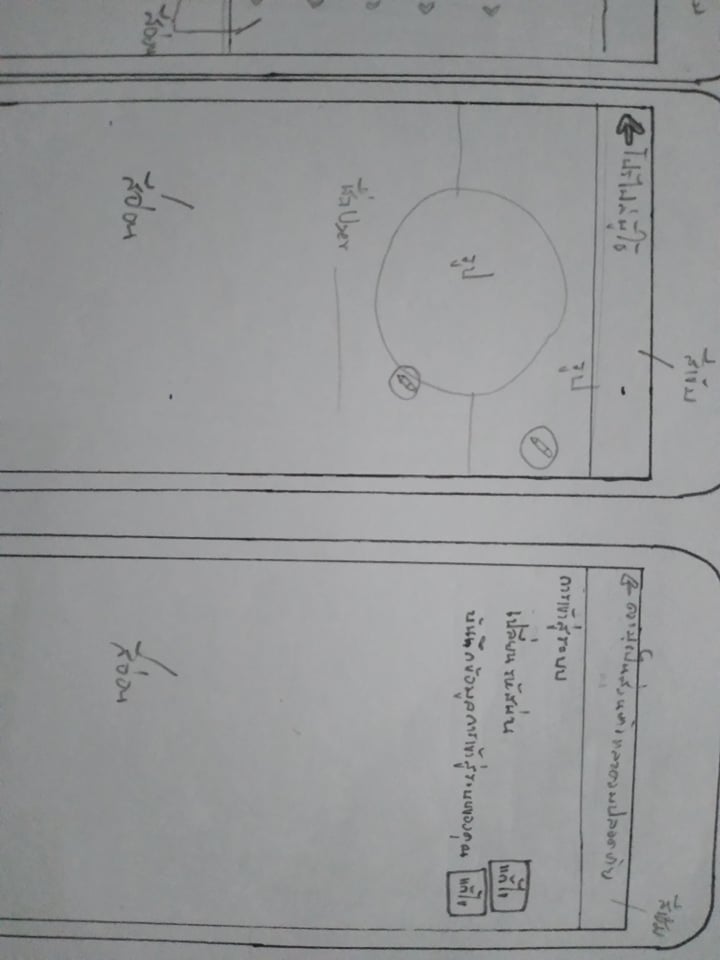 สีเข้ม
โปรไฟล์ผู้ใช้
รูป
รูป
ชื่อUser
สีอ่อน
สีอ่อน
สีเข้ม
ความเป็นส่วนตัวและความปลอดภัย
การเข้าสู่ระบบ
เปลี่ยนรหัสผ่าน แก้ไข
บันทึกข้อมูลการเข้าสู่ระบบของคุณ แก้ไข
สีอ่อน